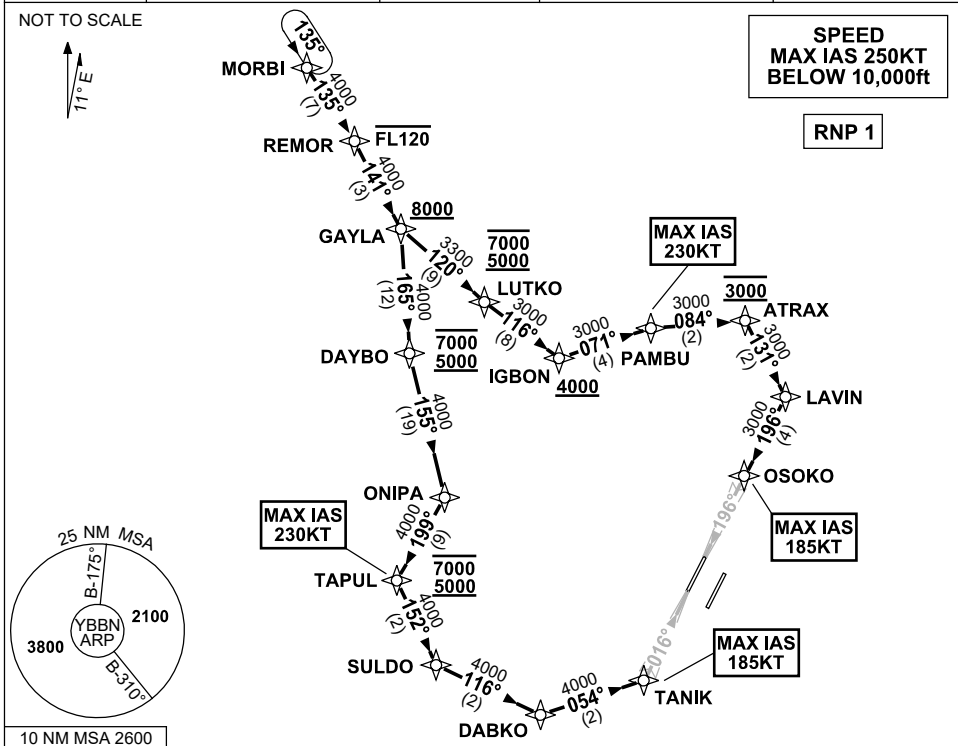 NOT TO SCALE
11° E
SPEED
MAX IAS 250KT
BELOW 10,000ft
RNP 1
135°
MORBI
4000
135°
(7)
REMOR
FL120
4000
141°
(3)
GAYLA
8000
3300
120°
(9)
7000
5000
LUTKO
4000
165°
(12)
3000
116°
(8)
DAYBO
7000
5000
IGBON
4000
3000
071°
(4)
MAX IAS
230KT
PAMBU
3000
084°
(2)
3000
ATRAX
3000
131°
(2)
LAVIN
3000
196°
(4)
OSOKO
MAX IAS
185KT
196°
4000
155°
(19)
ONIPA
4000
199°
(6)
MAX IAS
230KT
TAPUL
7000
5000
4000
152°
(2)
SULDO
4000
116°
(2)
DABKO
4000
054°
(2)
TANIK
MAX IAS
185KT
016°
25 NM MSA
B-175°
2100
YBBN
ARP
3800
B-310°
10 NM MSA 2600